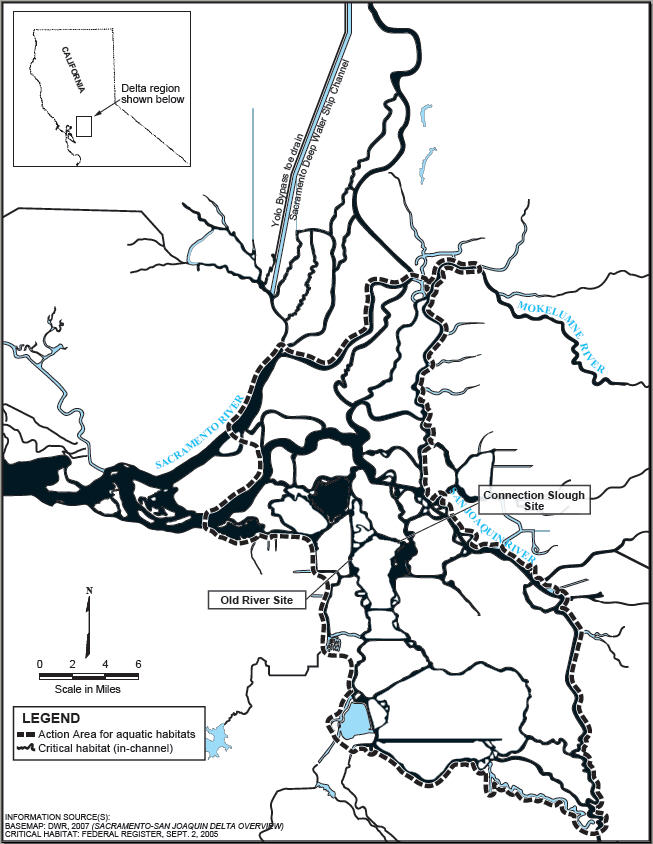 CALIFORNIA
Delta region
shown below
Yolo Bypass toe drain
Sacramento Deep Water Ship Channel
MOKELUMNE RIVER
SACRAMENTO RIVER
Connection Slough
Site
SAN JOAQUIN RIVER
Old River Site
N
0 2 4 6
Scale in Miles
LEGEND
Action Area for aquatic habitats
Critical habitat (in-channel)
INFORMATION SOURCE(S):
BASEMAP: DWR, 2007 (SACRAMENTO-SAN JOAQUIN DELTA OVERVIEW)
CRITICAL HABITAT: FEDERAL REGISTER, SEPT. 2, 2005